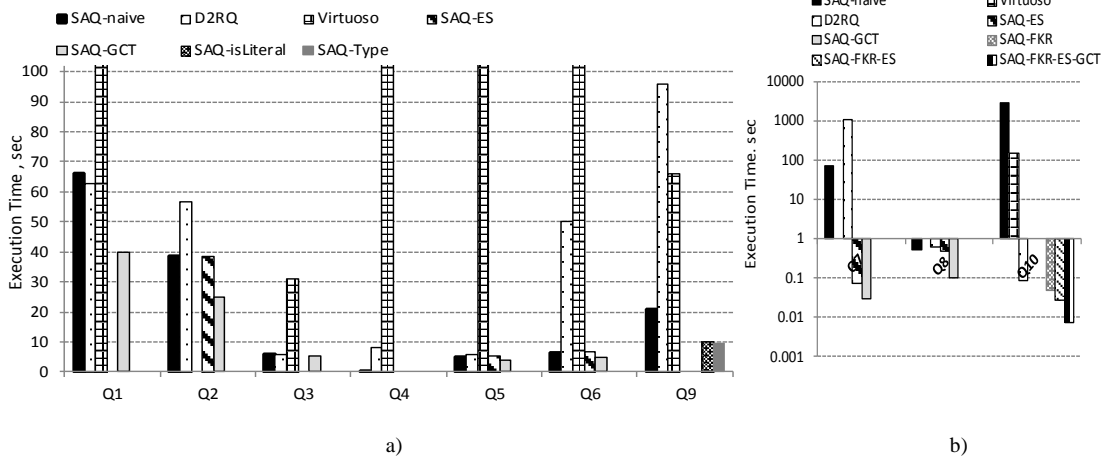 SAQ-naive D2RQ Virtuoso SAQ-ES
SAQ-GCT SAQ-isLiteral SAQ-Type
100
90
80
70
60
50
40
30
20
10
0
Execution Time , sec
Q1 Q2 Q3 Q4 Q5 Q6 Q9
a)
SAQ-naive Virtuoso
D2RQ SAQ-ES
SAQ-GCT SAQ-FKR
SAQ-FKR-ES SAQ-FKR-ES-GCT
10000
1000
100
10
1
0.1
0.01
0.001
Execution Time. sec
Q7 Q8 Q10
b)